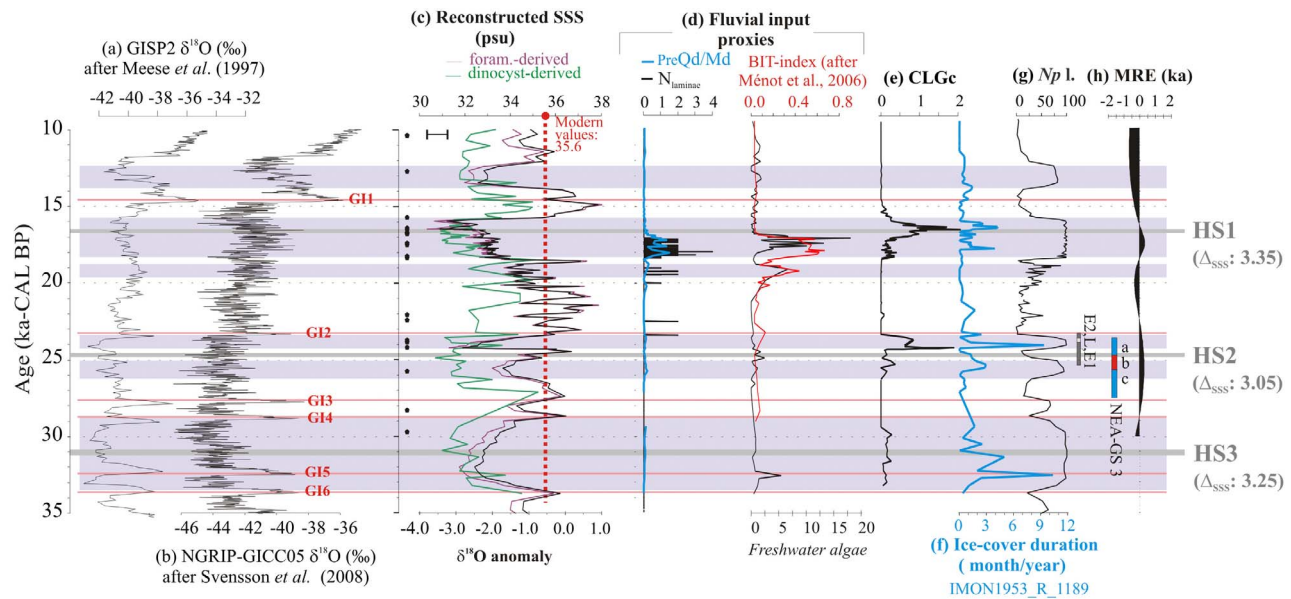 (a) GISP2 δ¹⁸O (‰)
after Meese et al. (1997)
-42 -40 -38 -36 -34 -32
(c) Reconstructed SSS
(psu)
foram.-derived
dinocyst-derived
30 32 34 36 38
Modern
values:
35.6
(d) Fluvial input
proxies
PreQd/Md
Nlaminae
0 1 2 3 4
BIT-index (after
Ménot et al., 2006)
0.0 0.4 0.8
(e) CLGc
0 1 2
(g) Np l.
0 50 100
(h) MRE (ka)
-2 -1 0 1 2
Age (ka-CAL BP)
10
15
20
25
30
35
GI1
GI2
GI3
GI4
GI5
GI6
E2,L,E1
a
b
c
NEA-GS 3
HS1
(ΔSSS: 3.35)
HS2
(ΔSSS: 3.05)
HS3
(ΔSSS: 3.25)
-46 -44 -42 -40 -38 -36
(b) NGRIP-GICC05 δ¹⁸O (‰)
after Svensson et al. (2008)
-4.0 -3.0 -2.0 -1.0 0.0 1.0
δ¹⁸O anomaly
0 5 10 15 20
Freshwater algae
0 3 6 9 12
(f) Ice-cover duration
( month/year)
IMON1953_R_1189